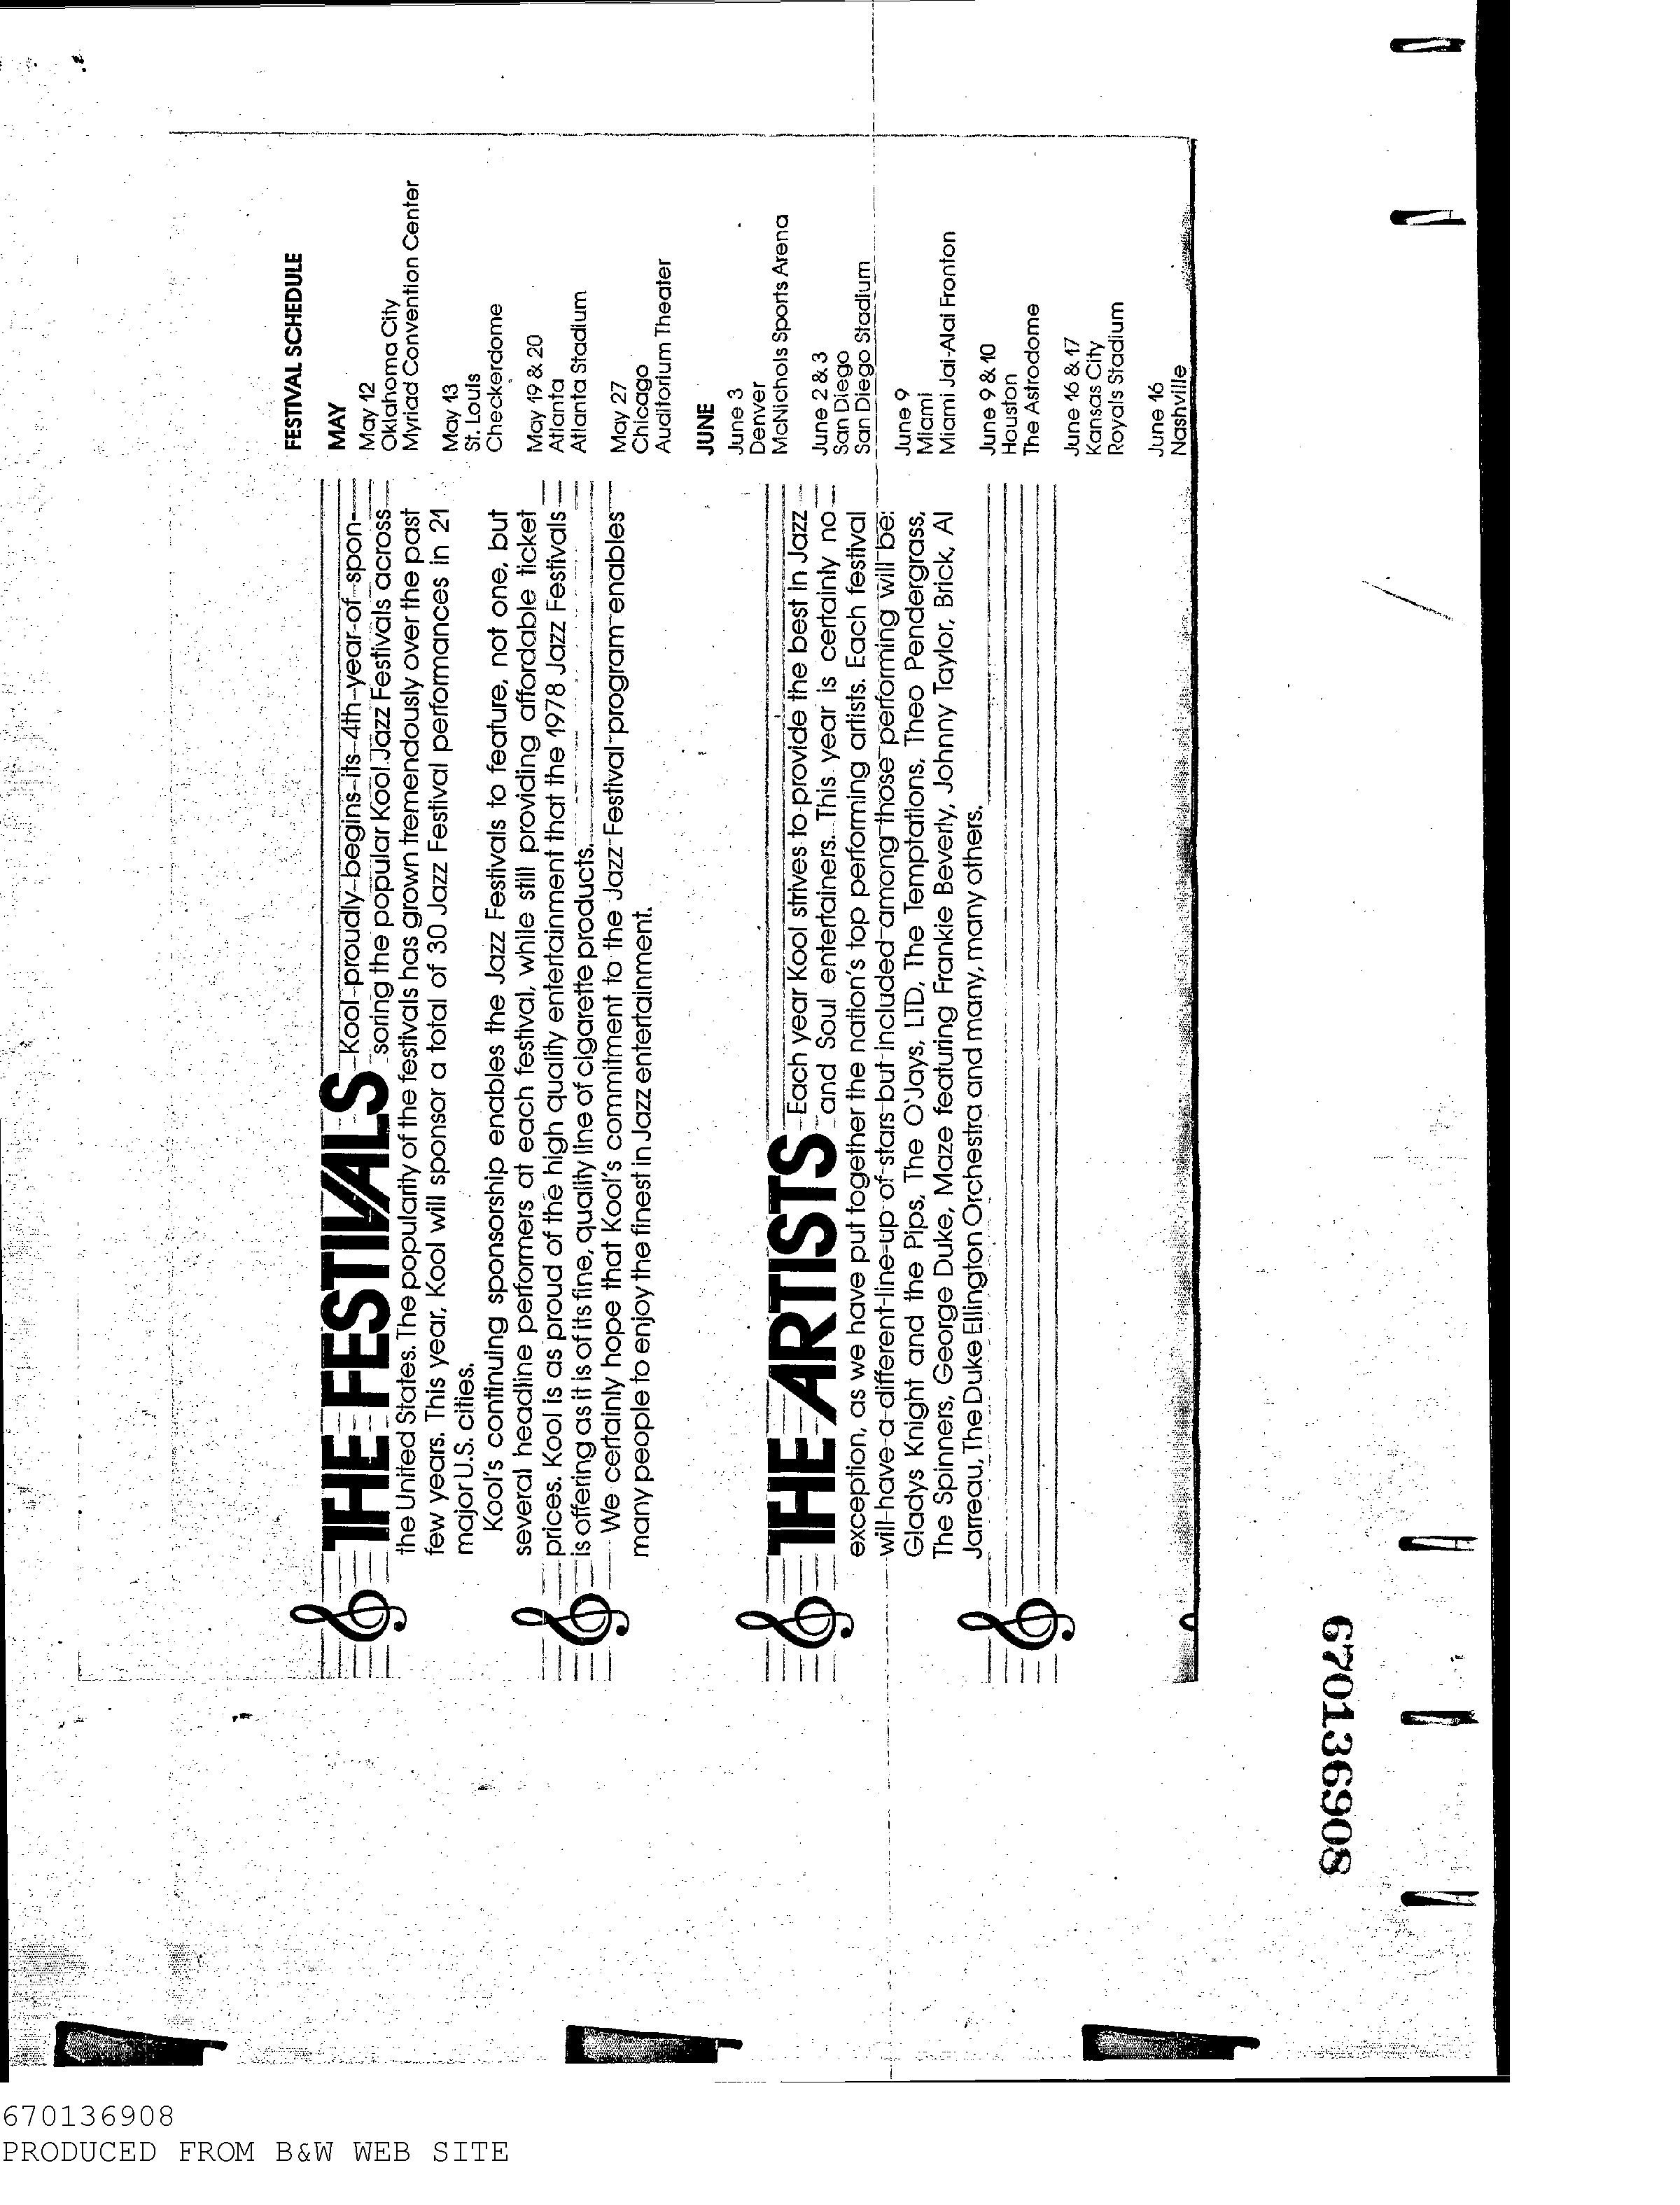 THE FESTIVALS
Kool proudly begins its 4th year of spon-
soring the popular Kool Jazz Festivals across
the United States. The popularity of the festivals has grown tremendously over the past
few years. This year, Kool will sponsor a total of 30 Jazz Festival performances in 21
major U.S. cities.
Kool's continuing sponsorship enables the Jazz Festivals to feature, not one, but
several headline performers at each festival, while still providing affordable ticket
prices. Kool is as proud of the high quality entertainment that the 1978 Jazz Festivals
is offering as it is of its fine, quality line of cigarette products.
We certainly hope that Kool's commitment to the Jazz Festival program enables
many people to enjoy the finest in Jazz entertainment.
THE ARTISTS
Each year Kool strives to provide the best in Jazz
and Soul entertainers. This year is certainly no
exception, as we have put together the nation's top performing artists. Each festival
will have a different line-up of stars but included among those performing will be:
Gladys Knight and the Pips, The O'Jays, LTD, The Temptations, Theo Pendergrass,
The Spinners, George Duke, Maze featuring Frankie Beverly, Johnny Taylor, Brick, Al
Jarreau, The Duke Ellington Orchestra and many, many others.
FESTIVAL SCHEDULE
MAY
May 12
Oklahoma City
Myriad Convention Center
May 13
St. Louis
Checkerdome
May 19 & 20
Atlanta
Atlanta Stadium
May 27
Chicago
Auditorium Theater
JUNE
June 3
Denver
McNichols Sports Arena
June 2 & 3
San Diego
San Diego Stadium
June 9
Miami
Miami Jai-Alai Fronton
June 9 & 10
Houston
The Astrodome
June 16 & 17
Kansas City
Royals Stadium
June 16
Nashville
670136908
670136908
PRODUCED FROM B&W WEB SITE